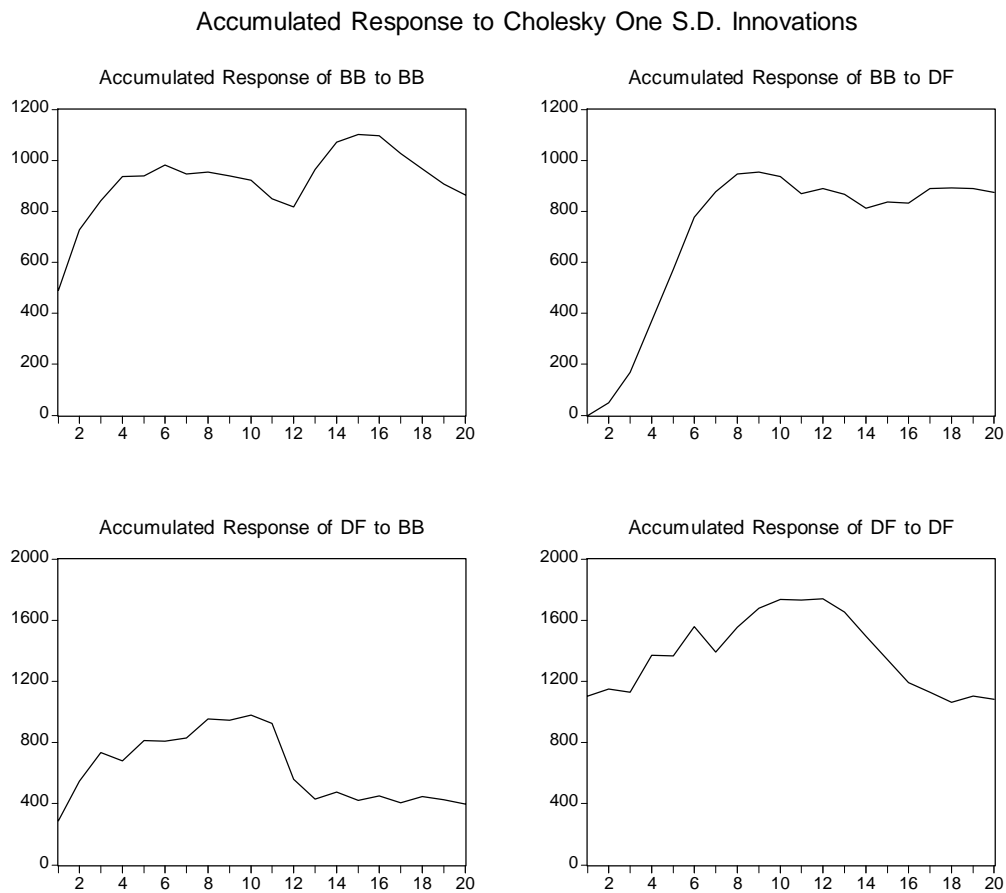 Accumulated Response to Cholesky One S.D. Innovations
Accumulated Response of BB to BB
1200
1000
800
600
400
200
0
2 4 6 8 10 12 14 16 18 20
Accumulated Response of BB to DF
1200
1000
800
600
400
200
0
2 4 6 8 10 12 14 16 18 20
Accumulated Response of DF to BB
2000
1600
1200
800
400
0
2 4 6 8 10 12 14 16 18 20
Accumulated Response of DF to DF
2000
1600
1200
800
400
0
2 4 6 8 10 12 14 16 18 20